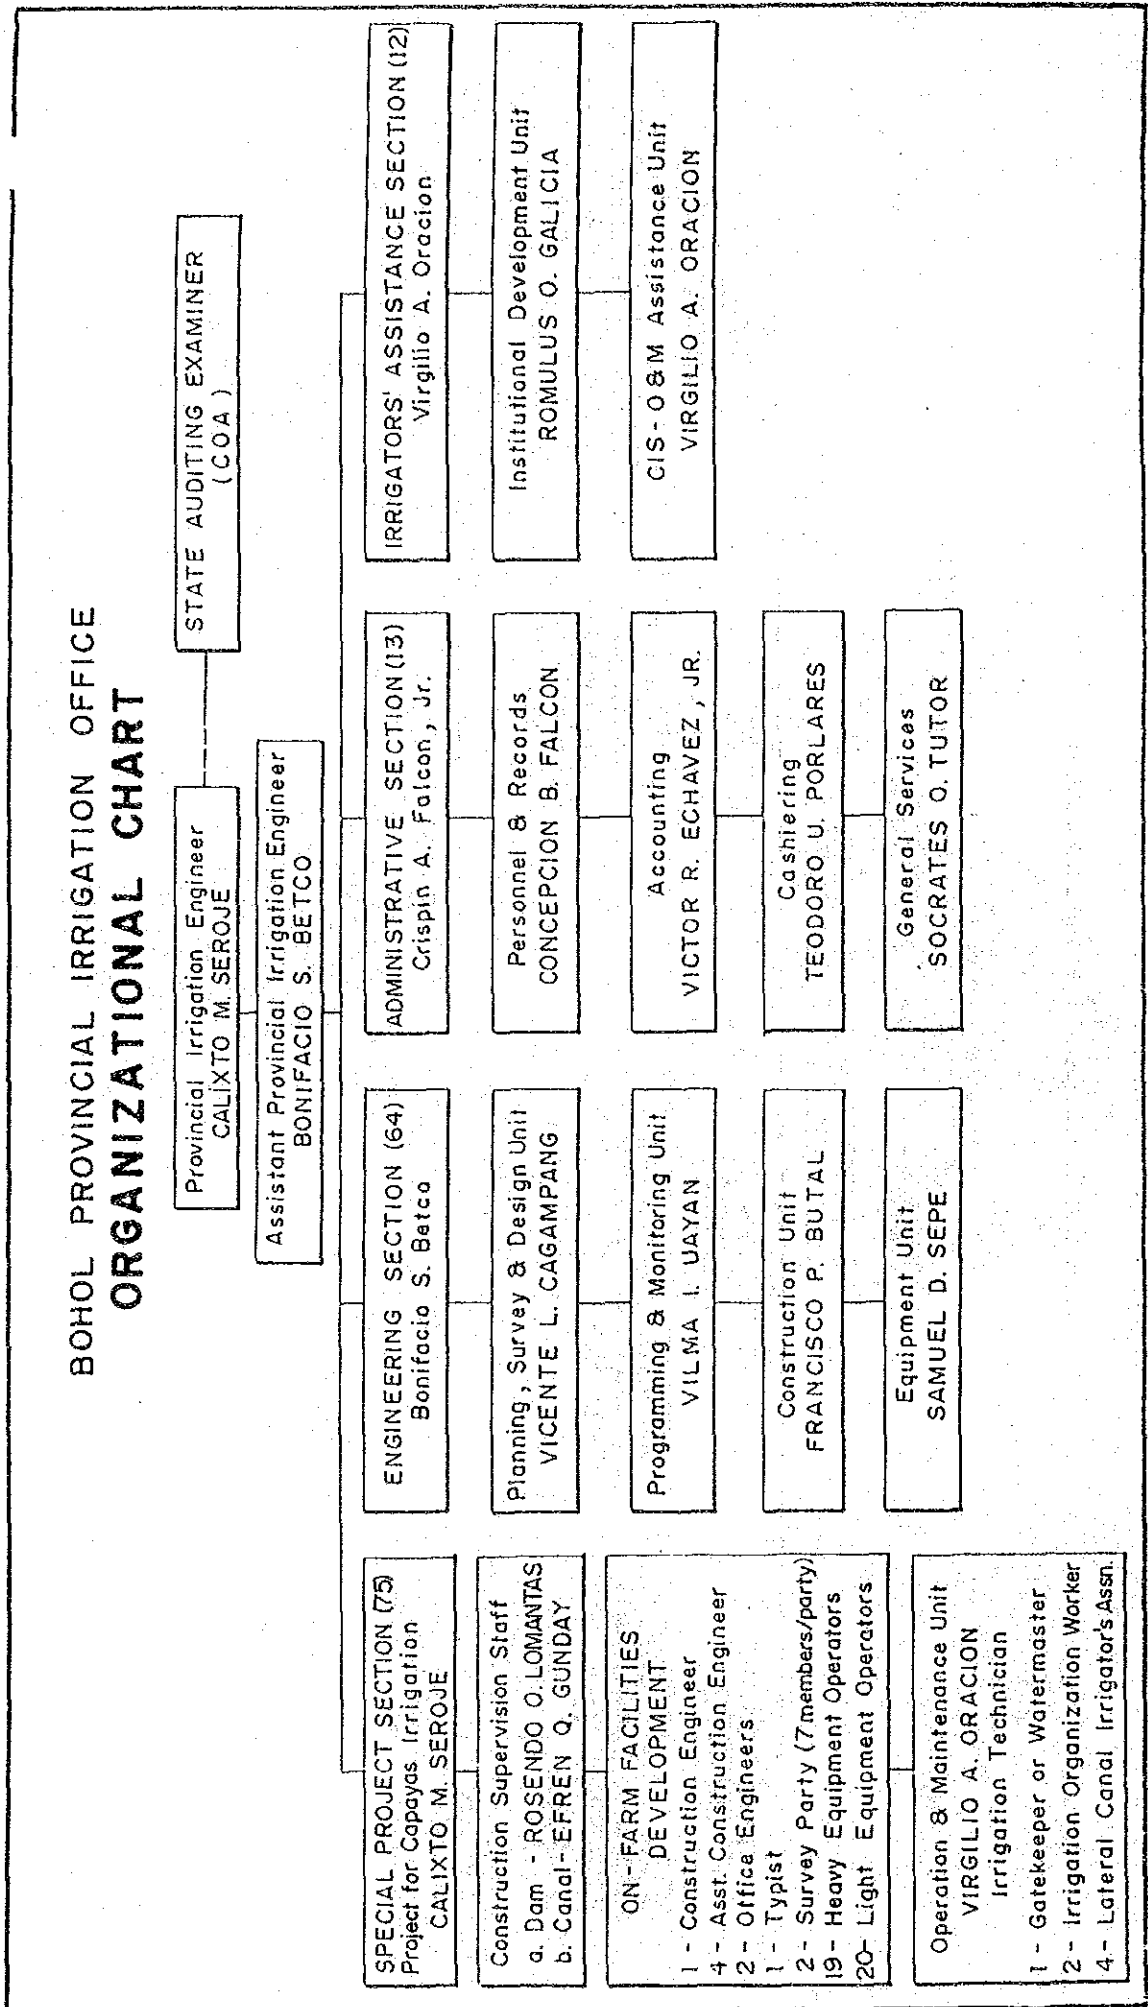 BOHOL PROVINCIAL IRRIGATION OFFICE
ORGANIZATIONAL CHART
Provincial Irrigation Engineer
CALIXTO M. SEROJE
STATE AUDITING EXAMINER
(COA)
Assistant Provincial Irrigation Engineer
BONIFACIO S. BETCO
SPECIAL PROJECT SECTION (75)
Project for Capayas Irrigation
CALIXTO M. SEROJE
Construction Supervision Staff
a. Dam - ROSENDO O. LOMANTAS
b. Canal - EFREN Q. GUNDAY
ON-FARM FACILITIES
DEVELOPMENT
1 - Construction Engineer
4 - Asst. Construction Engineer
2 - Office Engineers
1 - Typist
2 - Survey Party (7 members/party)
19 - Heavy Equipment Operators
20 - Light Equipment Operators
Operation & Maintenance Unit
VIRGILIO A. ORACION
Irrigation Technician
1 - Gatekeeper or Watermaster
2 - Irrigation Organization Worker
4 - Lateral Canal Irrigator's Assn.
ENGINEERING SECTION (64)
Bonifacio S. Betco
Planning, Survey & Design Unit
VICENTE L. CAGAMPANG
Programming & Monitoring Unit
VILMA I. UAYAN
Construction Unit
FRANCISCO P. BUTAL
Equipment Unit
SAMUEL D. SEPE
ADMINISTRATIVE SECTION (13)
Crispin A. Falcon, Jr.
Personnel & Records
CONCEPCION B. FALCON
Accounting
VICTOR R. ECHAVEZ, JR.
Cashiering
TEODORO U. PORLARES
General Services
SOCRATES O. TUTOR
IRRIGATORS' ASSISTANCE SECTION (12)
Virgilio A. Oracion
Institutional Development Unit
ROMULUS O. GALICIA
CIS - O & M Assistance Unit
VIRGILIO A. ORACION